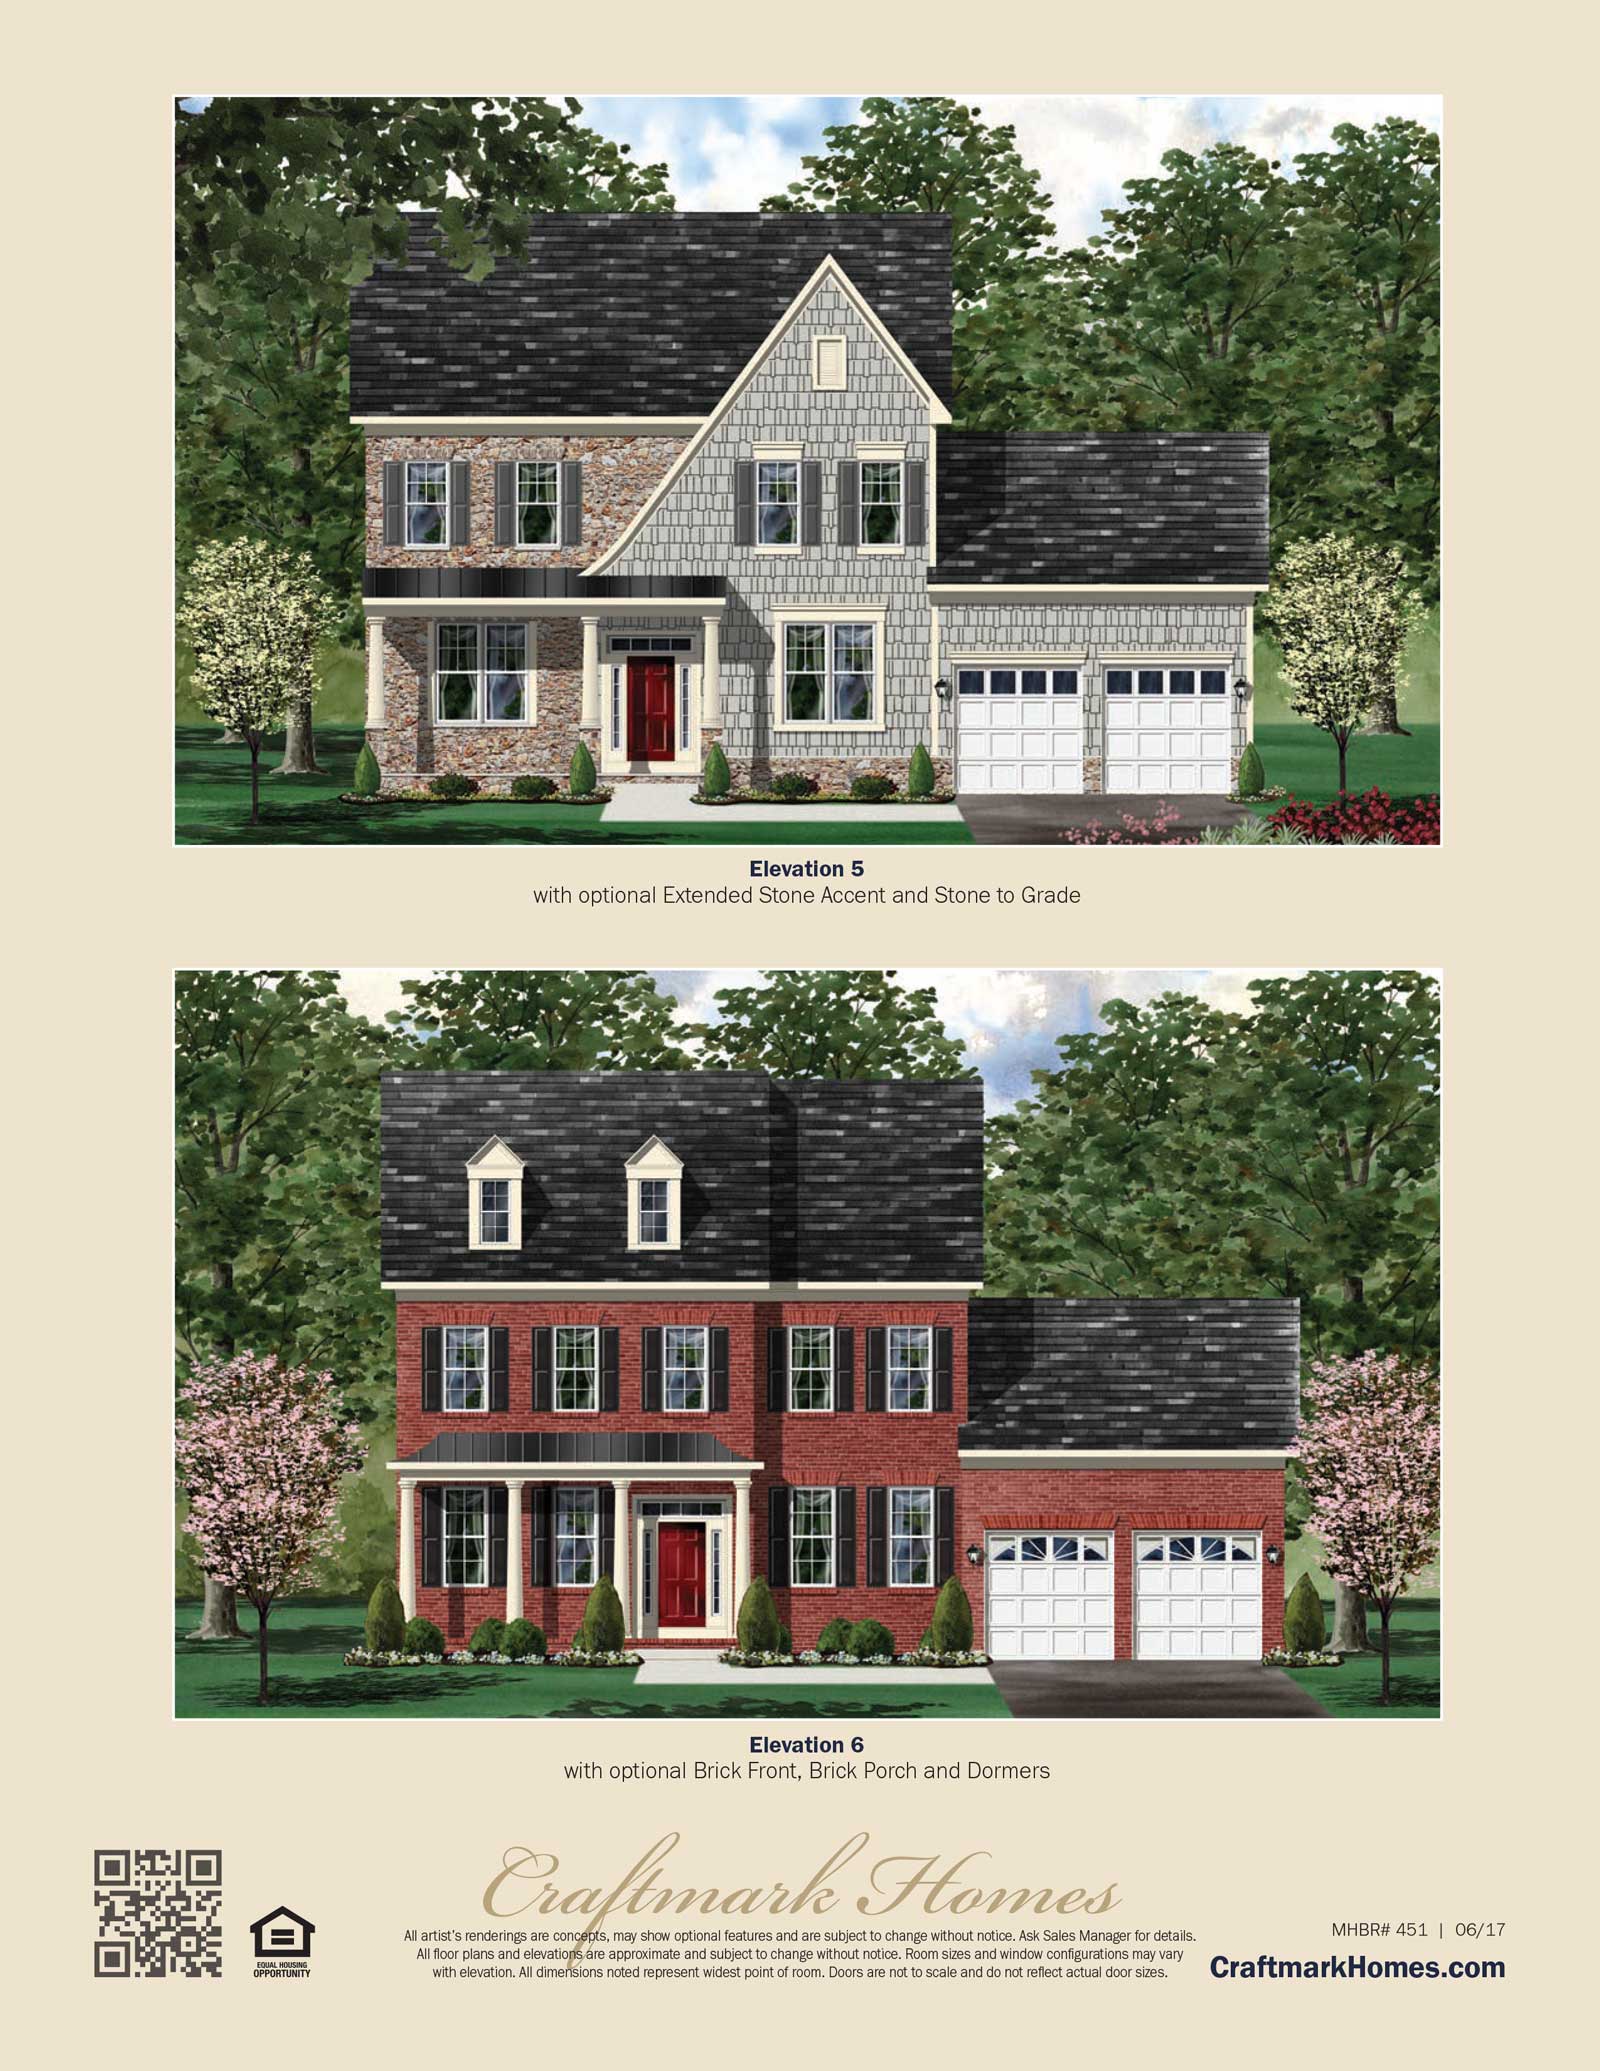 Elevation 5
with optional Extended Stone Accent and Stone to Grade
Elevation 6
with optional Brick Front, Brick Porch and Dormers
Craftmark Homes
All artist's renderings are concepts, may show optional features and are subject to change without notice. Ask Sales Manager for details.
All floor plans and elevations are approximate and subject to change without notice. Room sizes and window configurations may vary
with elevation. All dimensions noted represent widest point of room. Doors are not to scale and do not reflect actual door sizes.
EQUAL HOUSING
OPPORTUNITY
MHBR# 451 | 06/17
CraftmarkHomes.com